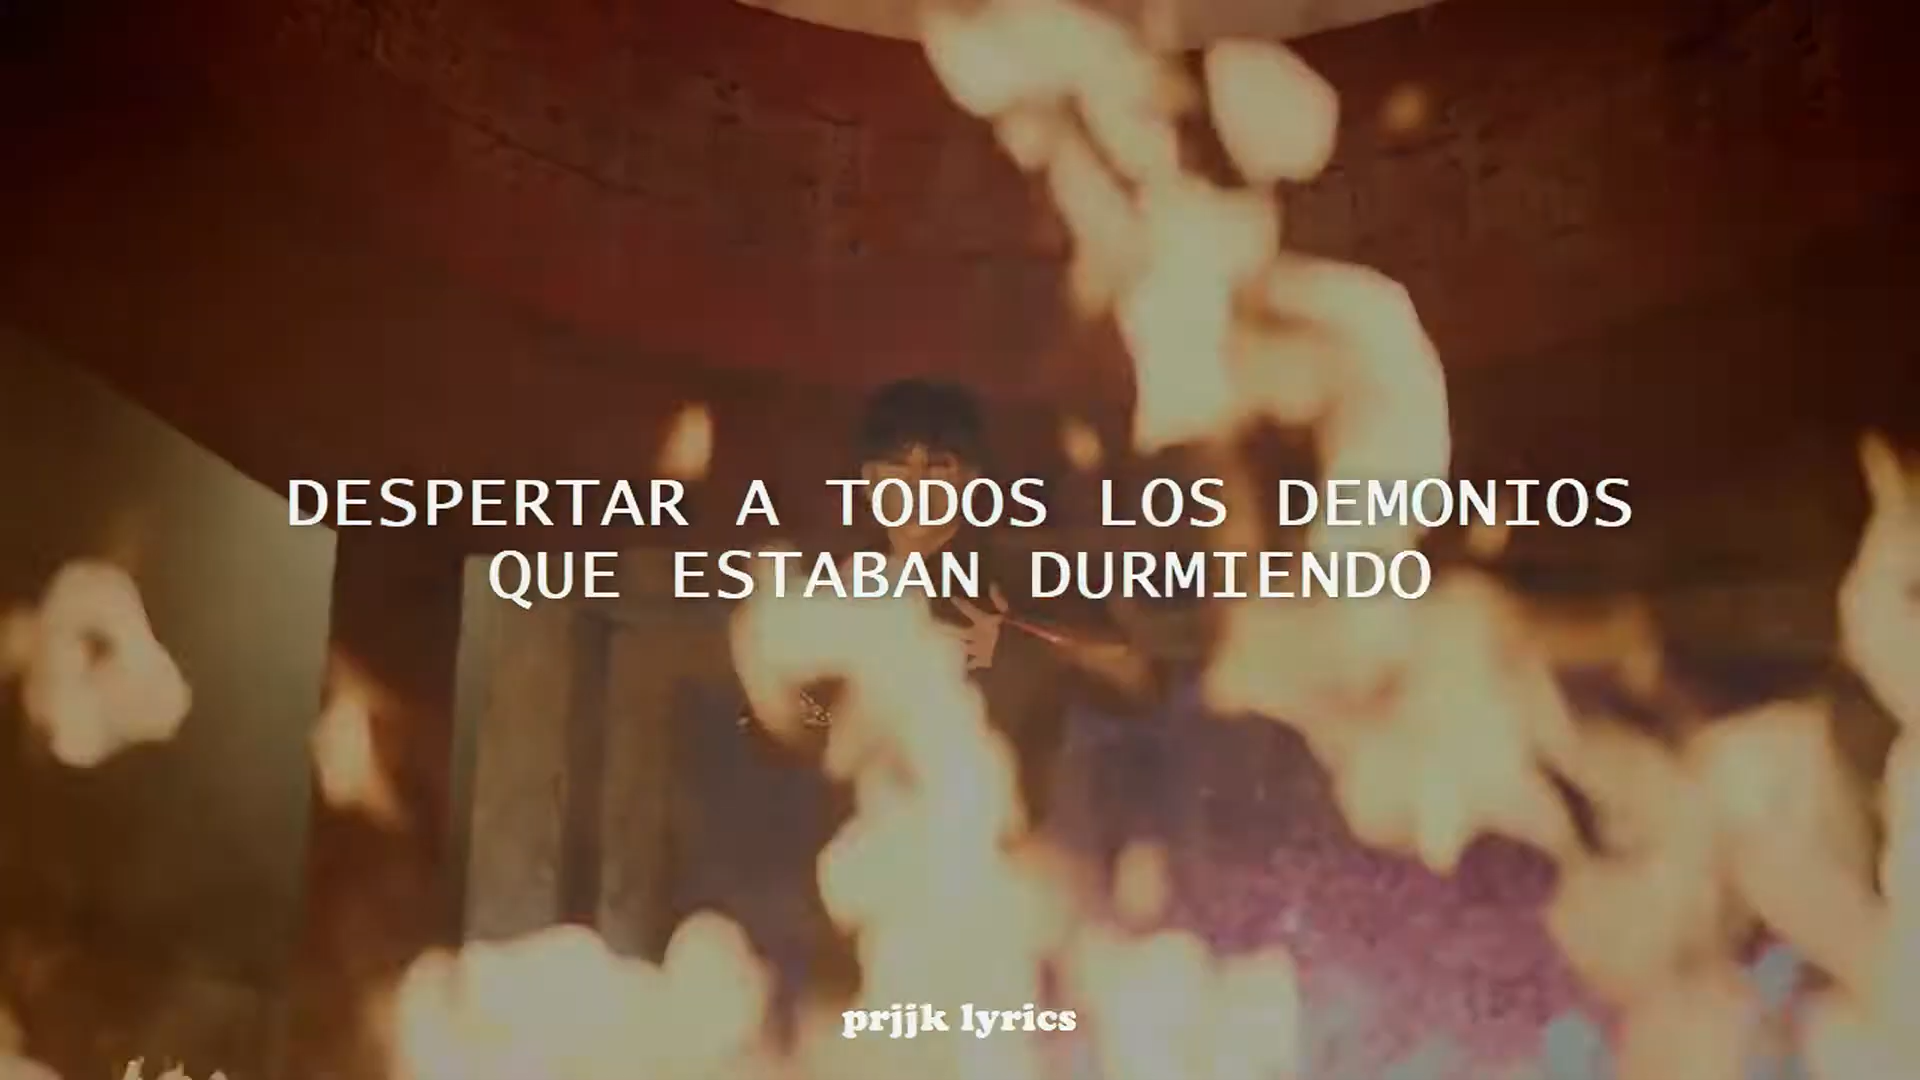 DESPERTAR A TODOS LOS DEMONIOS
QUE ESTABAN DURMIENDO
prjjk lyrics